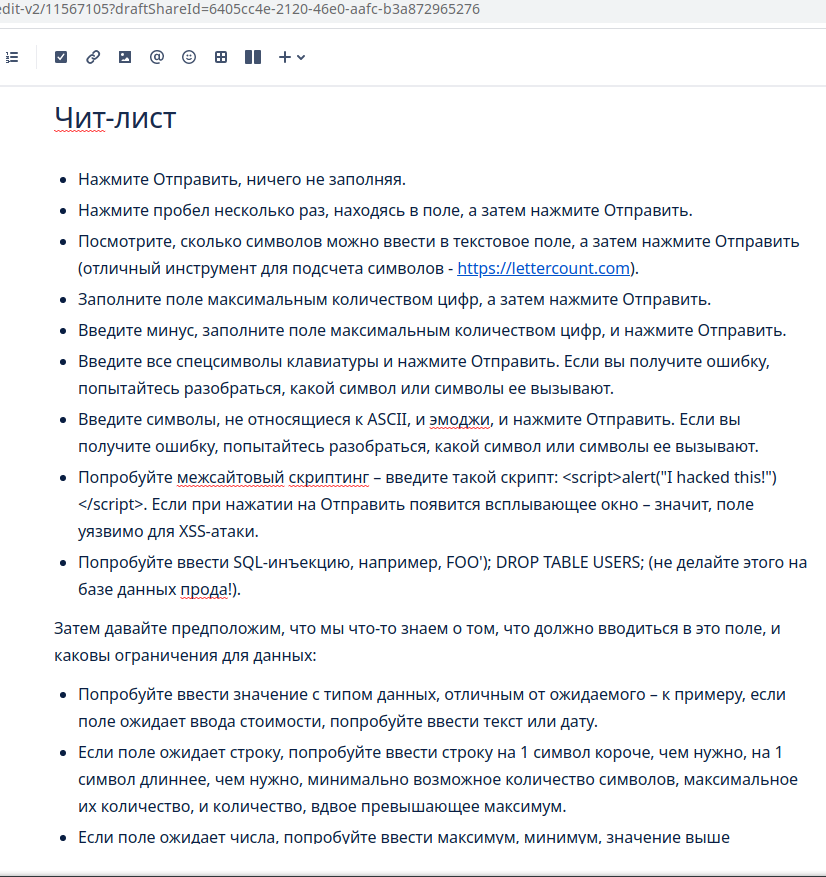 edit-v2/11567105?draftShareId=6405cc4e-2120-46e0-aafc-b3a872965276
Чит-лист
Нажмите Отправить, ничего не заполняя.
Нажмите пробел несколько раз, находясь в поле, а затем нажмите Отправить.
Посмотрите, сколько символов можно ввести в текстовое поле, а затем нажмите Отправить
(отличный инструмент для подсчета символов - https://lettercount.com).
Заполните поле максимальным количеством цифр, а затем нажмите Отправить.
Введите минус, заполните поле максимальным количеством цифр, и нажмите Отправить.
Введите все спецсимволы клавиатуры и нажмите Отправить. Если вы получите ошибку,
попытайтесь разобраться, какой символ или символы ее вызывают.
Введите символы, не относящиеся к ASCII, и эмоджи, и нажмите Отправить. Если вы
получите ошибку, попытайтесь разобраться, какой символ или символы ее вызывают.
Попробуйте межсайтовый скриптинг – введите такой скрипт: <script>alert("I hacked this!")
</script>. Если при нажатии на Отправить появится всплывающее окно – значит, поле
уязвимо для XSS-атаки.
Попробуйте ввести SQL-инъекцию, например, FOO'); DROP TABLE USERS; (не делайте этого на
базе данных прода!).
Затем давайте предположим, что мы что-то знаем о том, что должно вводиться в это поле, и
каковы ограничения для данных:
Попробуйте ввести значение с типом данных, отличным от ожидаемого – к примеру, если
поле ожидает ввода стоимости, попробуйте ввести текст или дату.
Если поле ожидает строку, попробуйте ввести строку на 1 символ короче, чем нужно, на 1
символ длиннее, чем нужно, минимально возможное количество символов, максимальное
их количество, и количество, вдвое превышающее максимум.
Если поле ожидает числа, попробуйте ввести максимум, минимум, значение выше